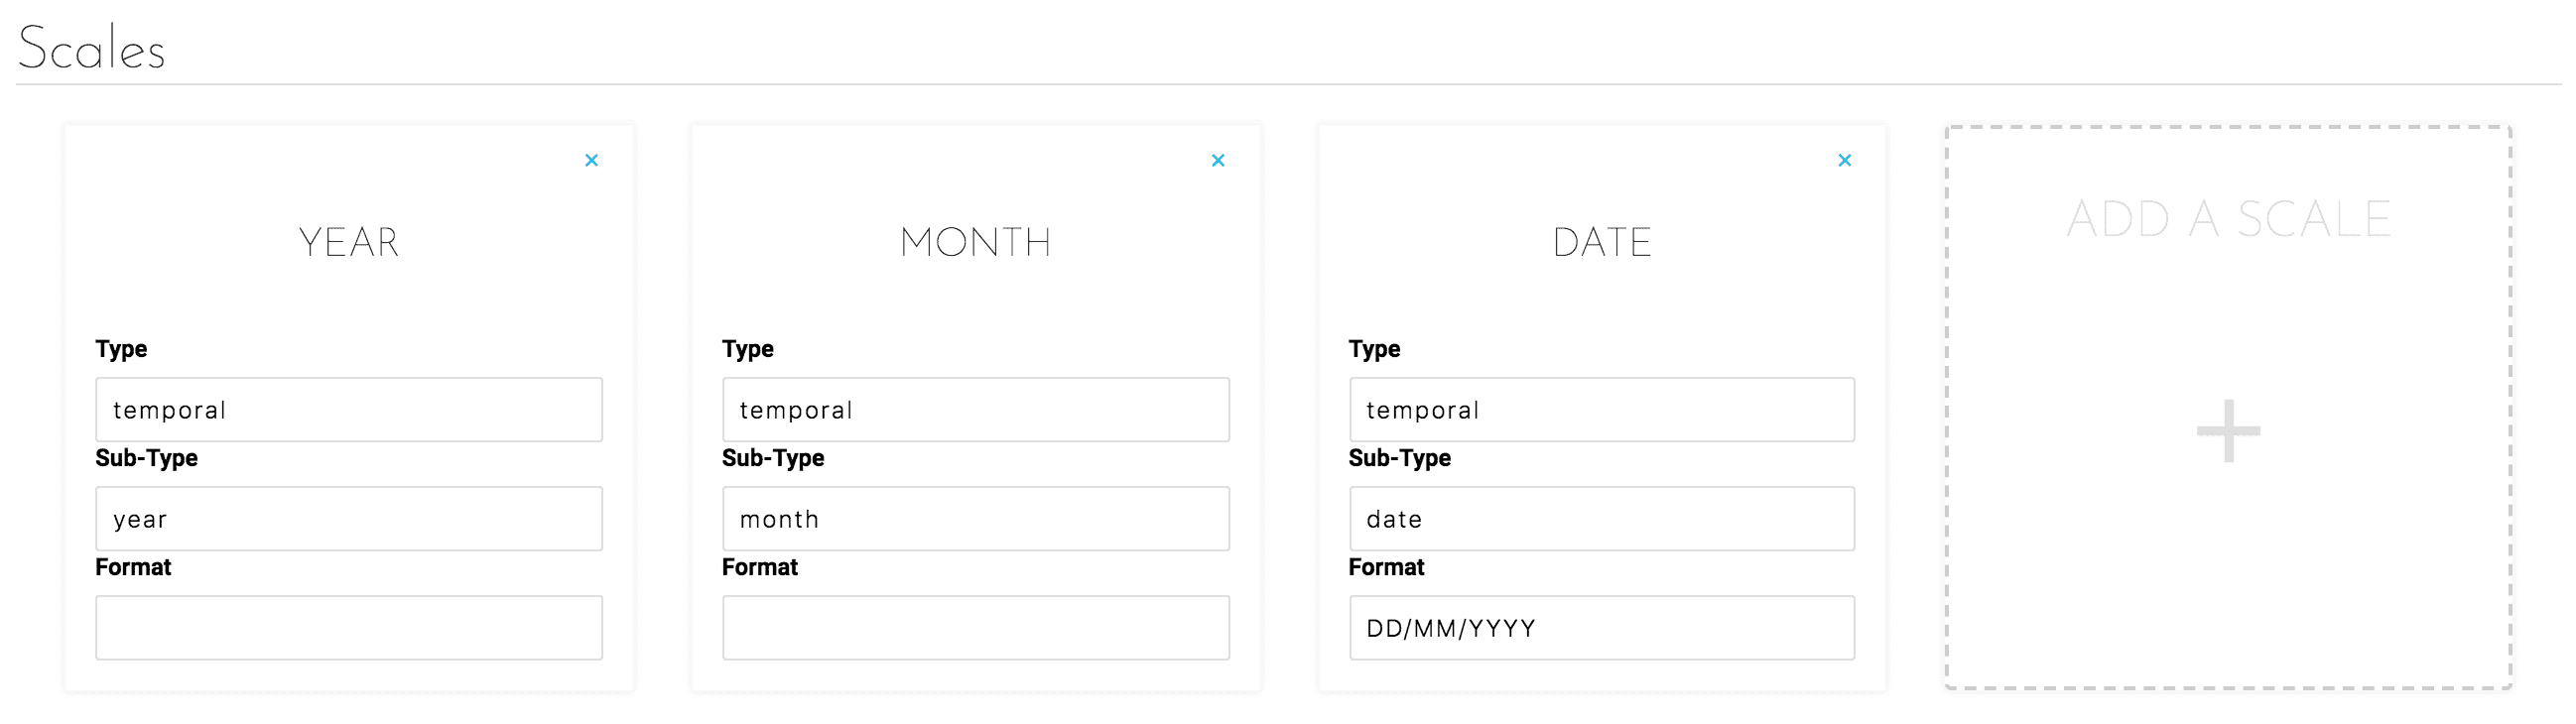 Scales
×
YEAR
Type
temporal
Sub-Type
year
Format
×
MONTH
Type
temporal
Sub-Type
month
Format
×
DATE
Type
temporal
Sub-Type
date
Format
DD/MM/YYYY
ADD A SCALE
+